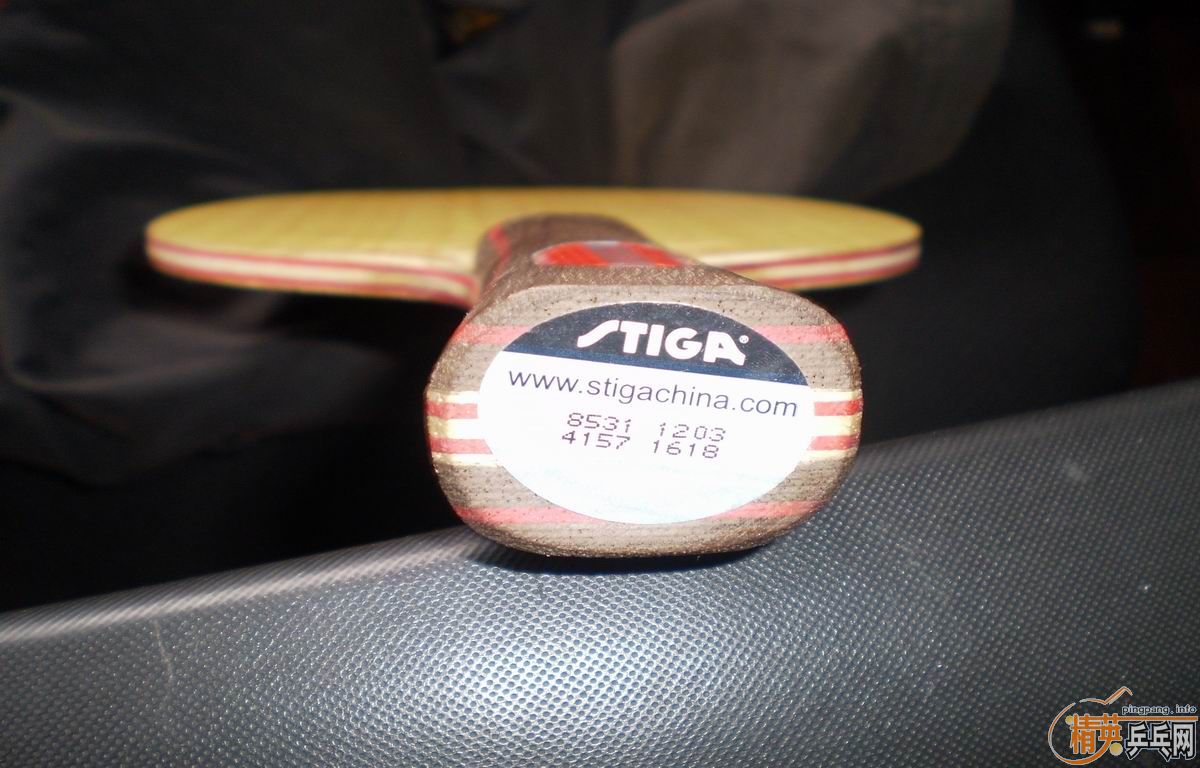 STIGA®
www.stigachina.com
8531 1203
4157 1618
pingpang.info
精英乒乓网